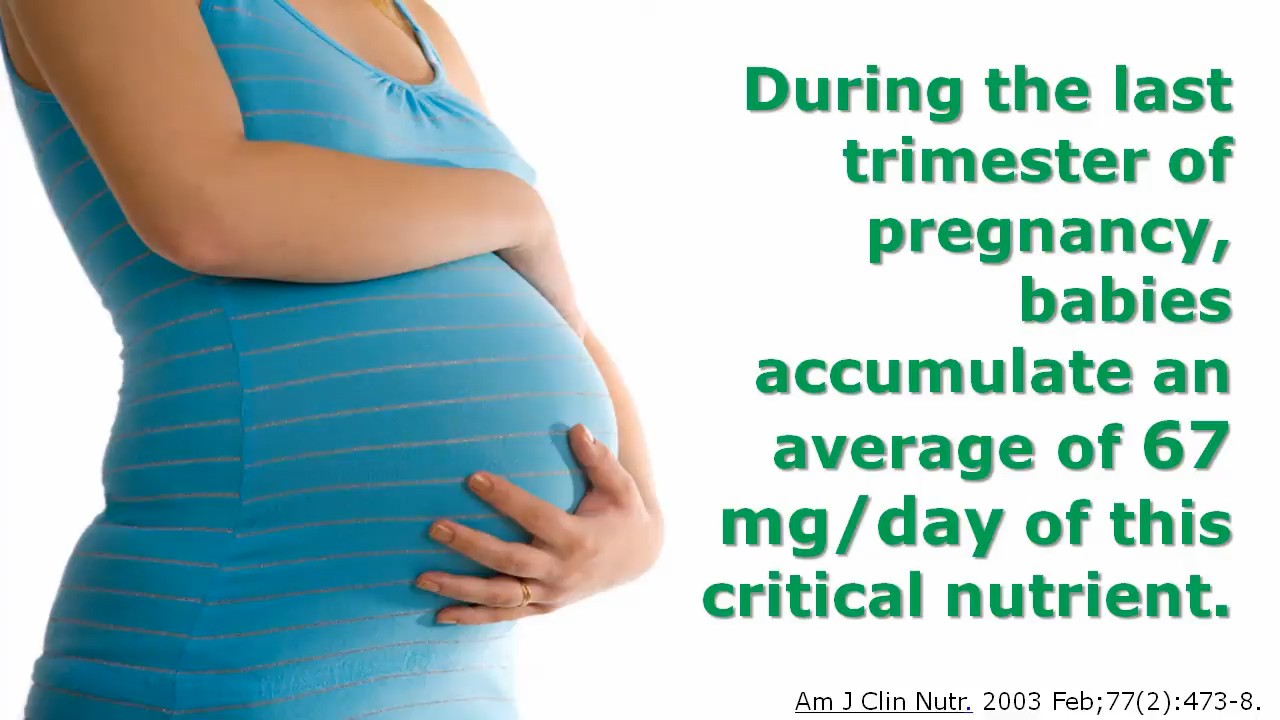 During the last
trimester of
pregnancy,
babies
accumulate an
average of 67
mg/day of this
critical nutrient.
Am J Clin Nutr. 2003 Feb;77(2):473-8.